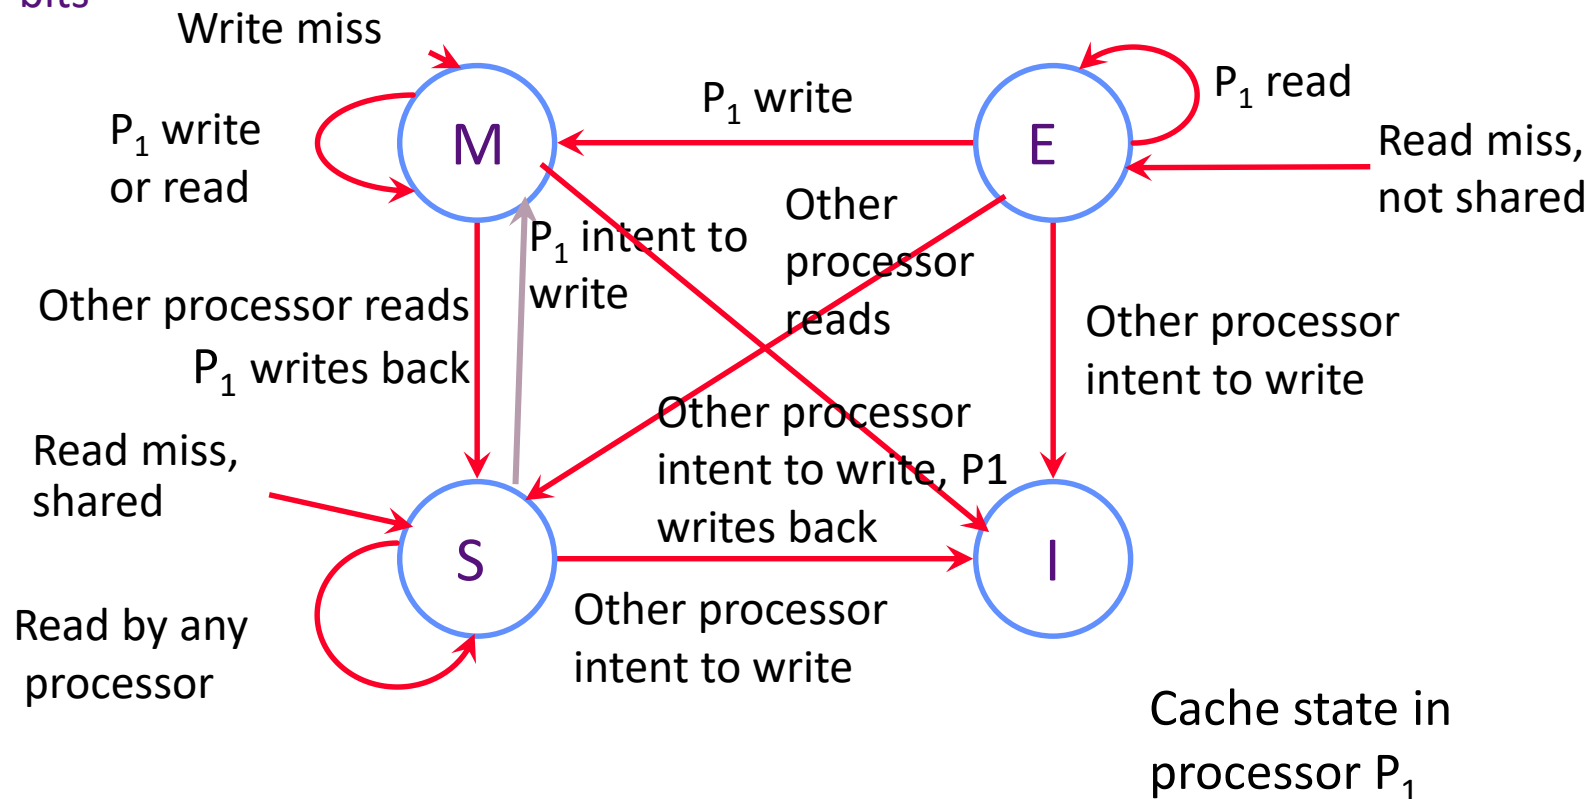 bits
Write miss
P₁ write
or read
M
P₁ write
E
P₁ read
Read miss,
not shared
P₁ intent to
write
Other
processor
reads
Other processor reads
P₁ writes back
Other processor
intent to write
Read miss,
shared
Other processor
intent to write, P1
writes back
S
I
Read by any
processor
Other processor
intent to write
Cache state in
processor P₁